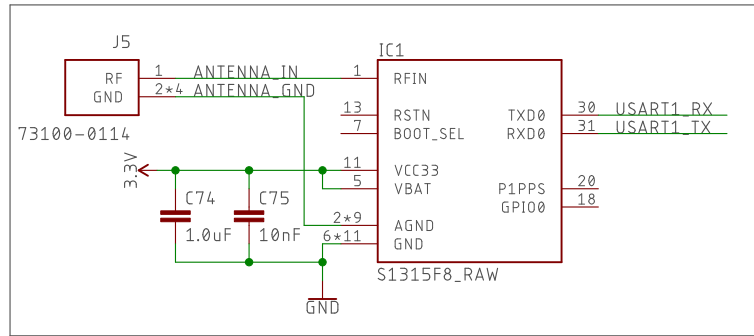 J5
RF 1 ANTENNA_IN
GND 2*4 ANTENNA_GND
73100-0114
IC1
1 RFIN
13 RSTN TXD0 30 USART1_RX
7 BOOT_SEL RXD0 31 USART1_TX
3.3V
11 VCC33
5 VBAT P1PPS 20
GPIO0 18
C74 C75
1.0uF 10nF
2*9 AGND
6*11 GND
S1315F8_RAW
GND